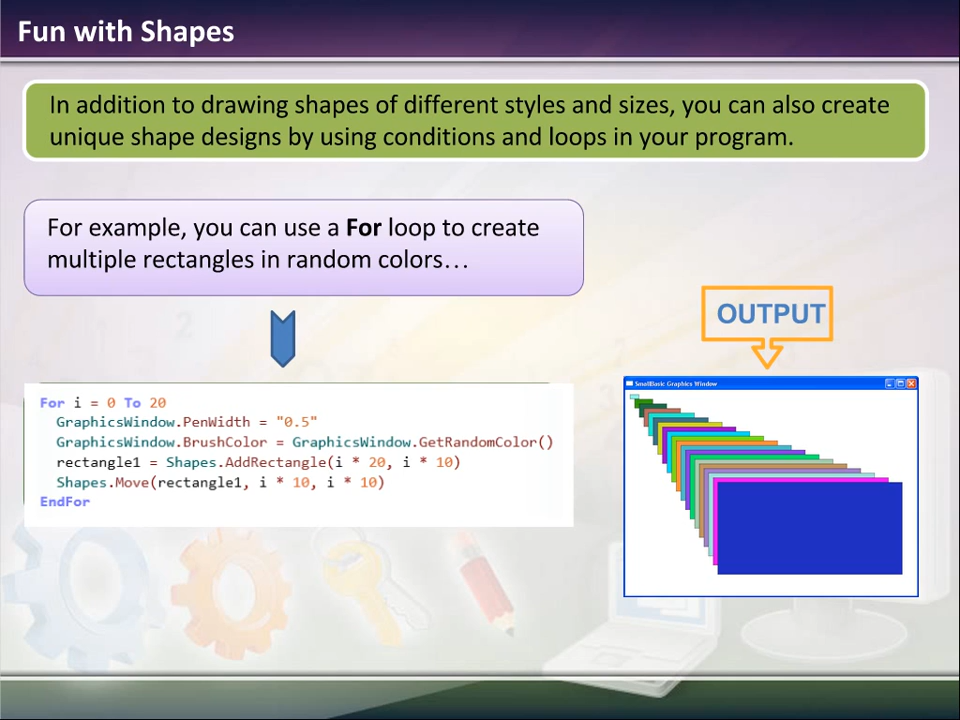 Fun with Shapes
In addition to drawing shapes of different styles and sizes, you can also create
unique shape designs by using conditions and loops in your program.
For example, you can use a For loop to create
multiple rectangles in random colors…
OUTPUT
For i = 0 To 20
GraphicsWindow.PenWidth = "0.5"
GraphicsWindow.BrushColor = GraphicsWindow.GetRandomColor()
rectangle1 = Shapes.AddRectangle(i * 20, i * 10)
Shapes.Move(rectangle1, i * 10, i * 10)
EndFor
SmallBasic Graphics Window